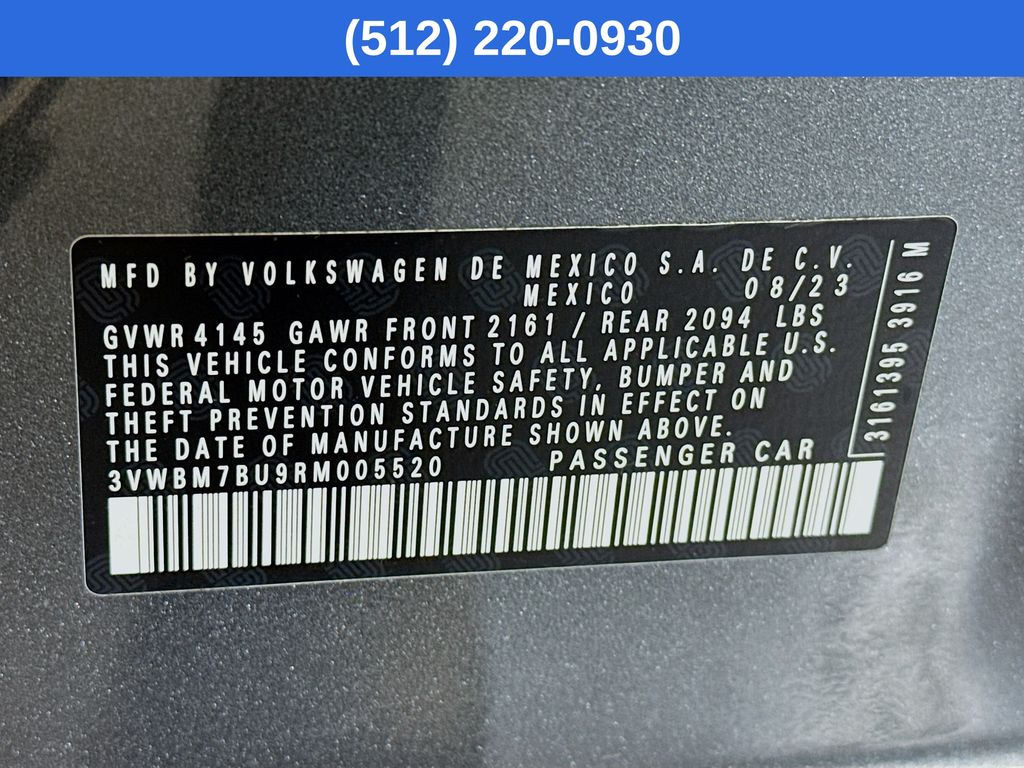 (512) 220-0930
MFD BY VOLKSWAGEN DE MEXICO S.A. DE C.V.
MEXICO 08/23
GVWR 4145 GAWR FRONT 2161 / REAR 2094 LBS
THIS VEHICLE CONFORMS TO ALL APPLICABLE U.S.
FEDERAL MOTOR VEHICLE SAFETY, BUMPER AND
THEFT PREVENTION STANDARDS IN EFFECT ON
THE DATE OF MANUFACTURE SHOWN ABOVE.
3VWBM7BU9RM005520 PASSENGER CAR
3161395 3916 M